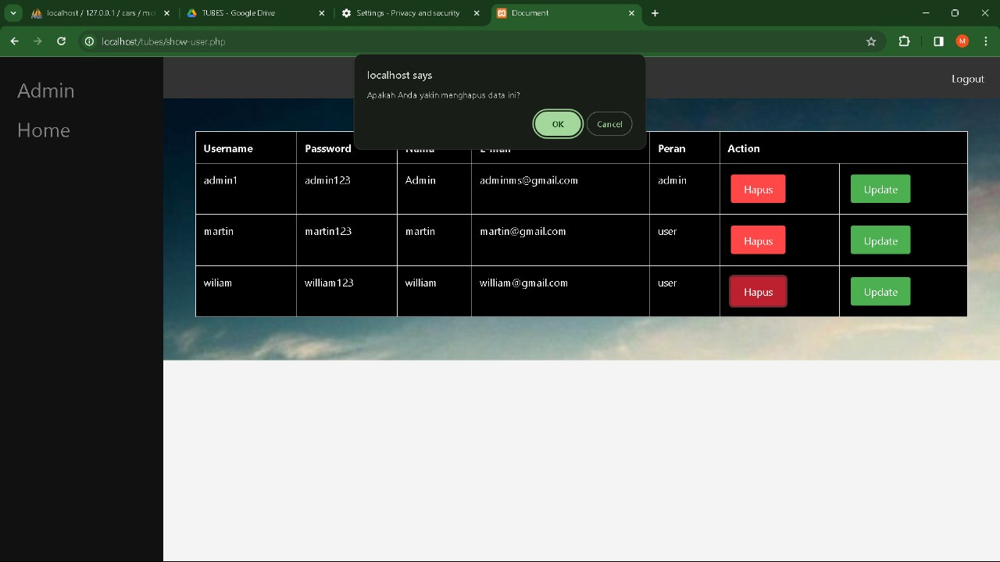 localhost / 127.0.0.1 / cars / mo
TUBES - Google Drive
Settings - Privacy and security
Document
localhost/tubes/show-user.php
M
localhost says
Apakah Anda yakin menghapus data ini?
OK
Cancel
Admin
Home
Logout
Username Password Nama E-mail Peran Action
admin1 admin123 Admin adminms@gmail.com admin Hapus Update
martin martin123 martin martin@gmail.com user Hapus Update
wiliam william123 william william@gmail.com user Hapus Update